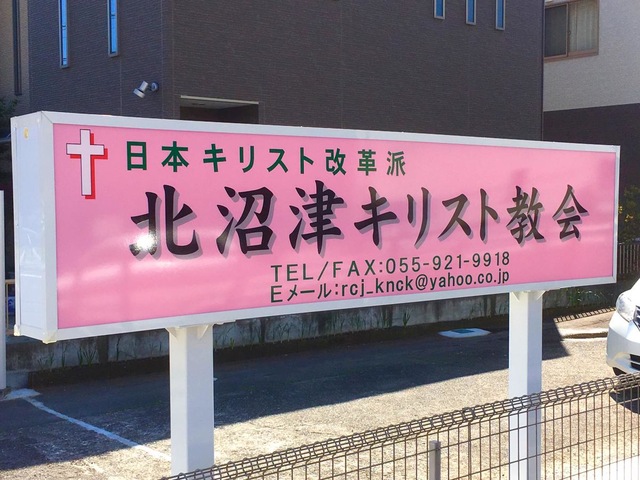 日本キリスト改革派
北沼津キリスト教会
TEL/FAX:055-921-9918
Eメール:rcj_knck@yahoo.co.jp